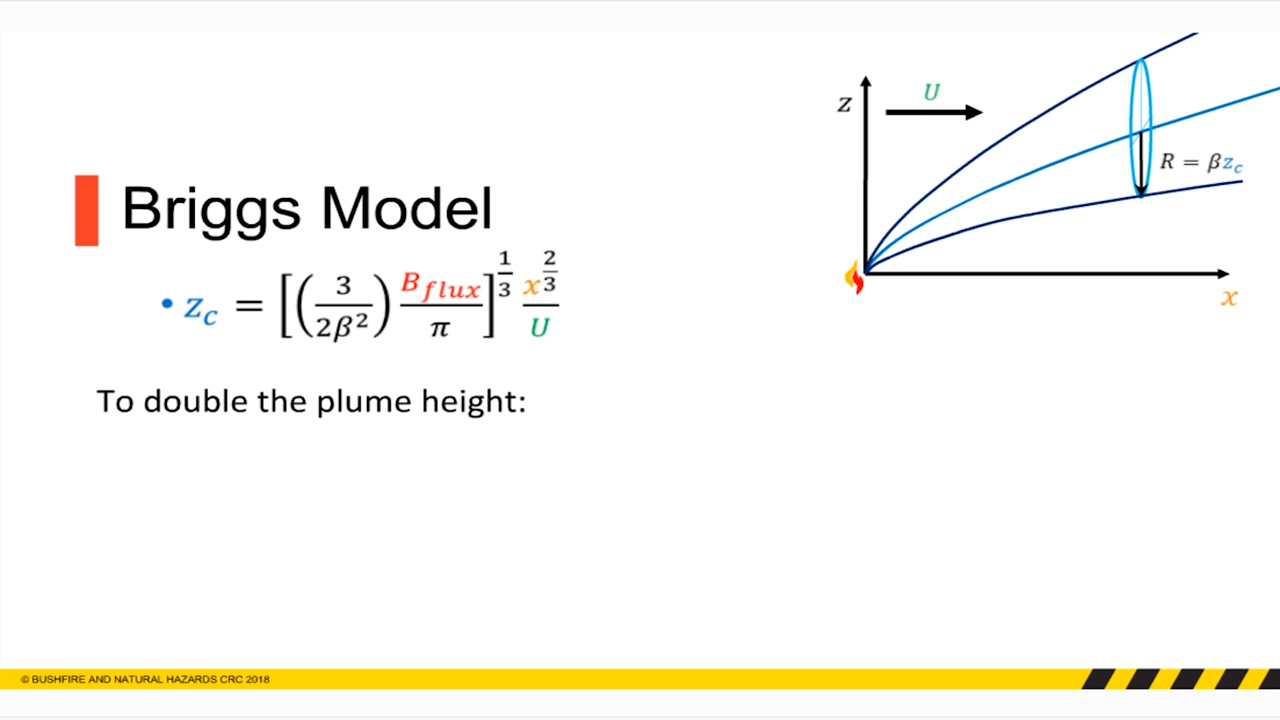 z
U
R = βz_c
x
Briggs Model
• z_c = [(3/2β²) B_flux/π]^{1/3} x^{2/3}/U
To double the plume height:
© BUSHFIRE AND NATURAL HAZARDS CRC 2018